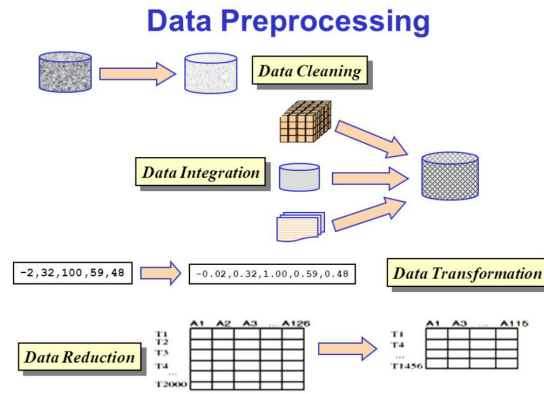 Data Preprocessing
Data Cleaning
Data Integration
-2,32,100,59,48
-0.02,0.32,1.00,0.59,0.48
Data Transformation
Data Reduction
A1 A2 A3 ... A126
T1
T2
T3
T4
...
T2000
A1 A3 ... A115
T1
T4
...
T1456